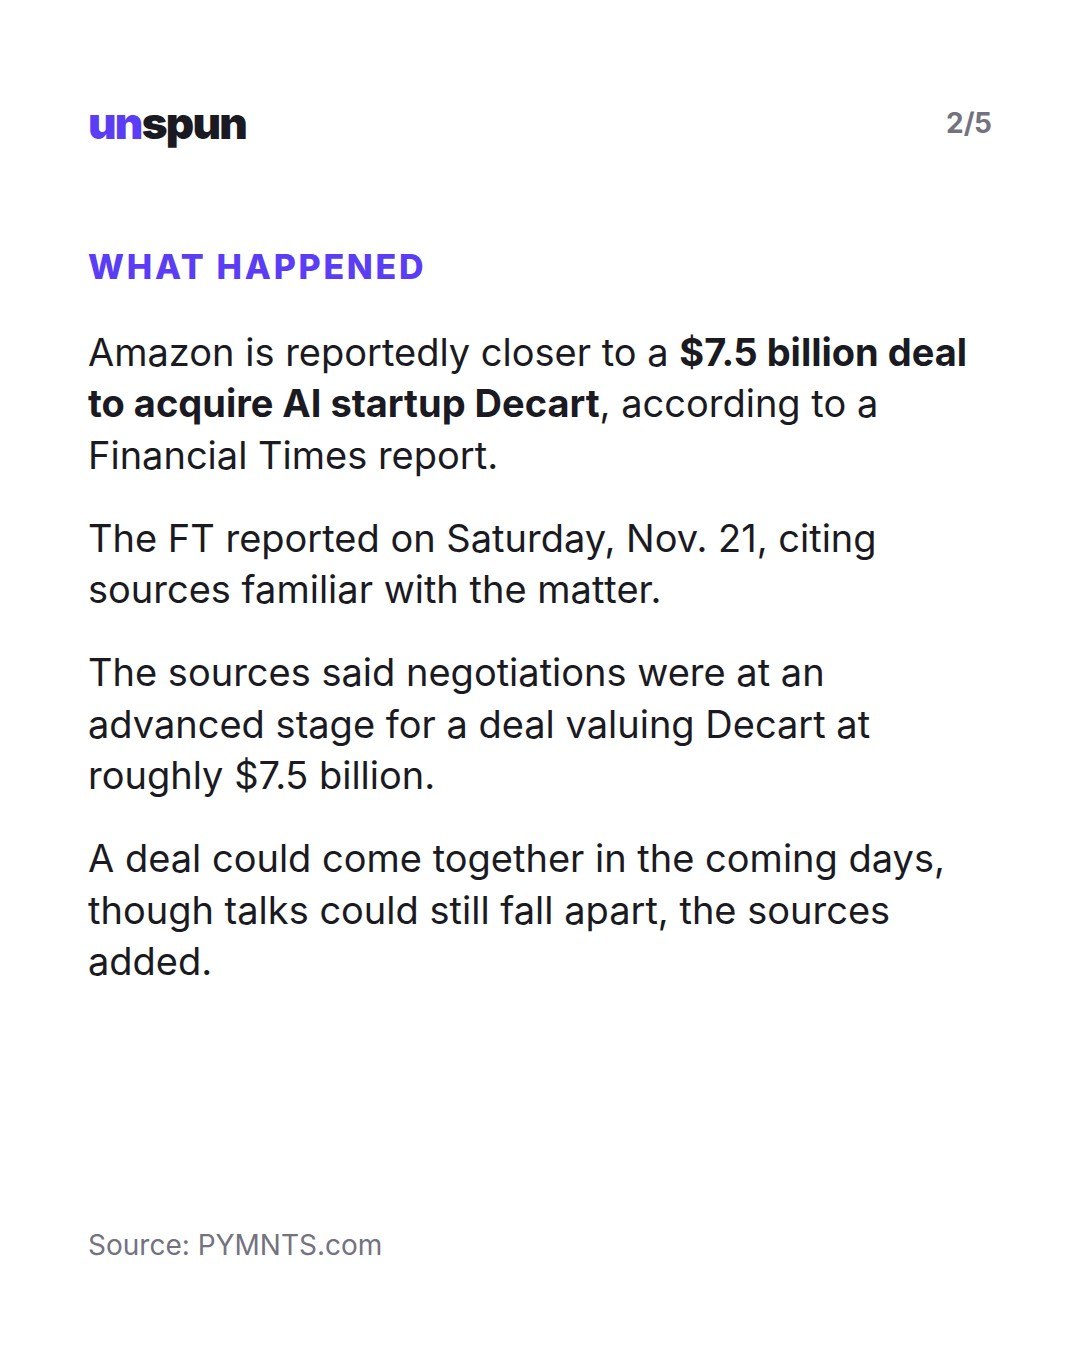 unspun
2/5
WHAT HAPPENED
Amazon is reportedly closer to a $7.5 billion deal
to acquire AI startup Decart, according to a
Financial Times report.
The FT reported on Saturday, Nov. 21, citing
sources familiar with the matter.
The sources said negotiations were at an
advanced stage for a deal valuing Decart at
roughly $7.5 billion.
A deal could come together in the coming days,
though talks could still fall apart, the sources
added.
Source: PYMNTS.com